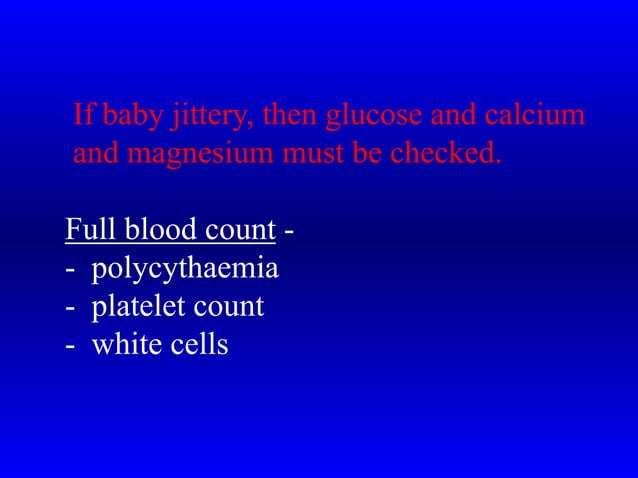 If baby jittery, then glucose and calcium
and magnesium must be checked.
Full blood count -
- polycythaemia
- platelet count
- white cells